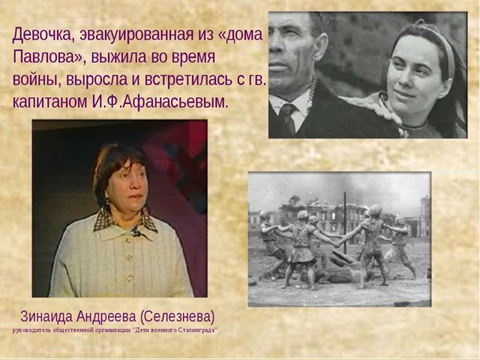 Девочка, эвакуированная из «дома
Павлова», выжила во время
войны, выросла и встретилась с гв.
капитаном И.Ф.Афанасьевым.
Зинаида Андреева (Селезнева)
руководитель общественной организации "Дети военного Сталинграда"